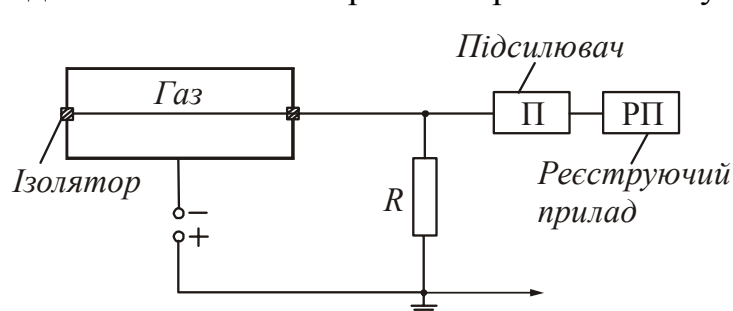 Підсилювач
Газ
П
РП
Ізолятор
−
+
R
Реєструючий
прилад